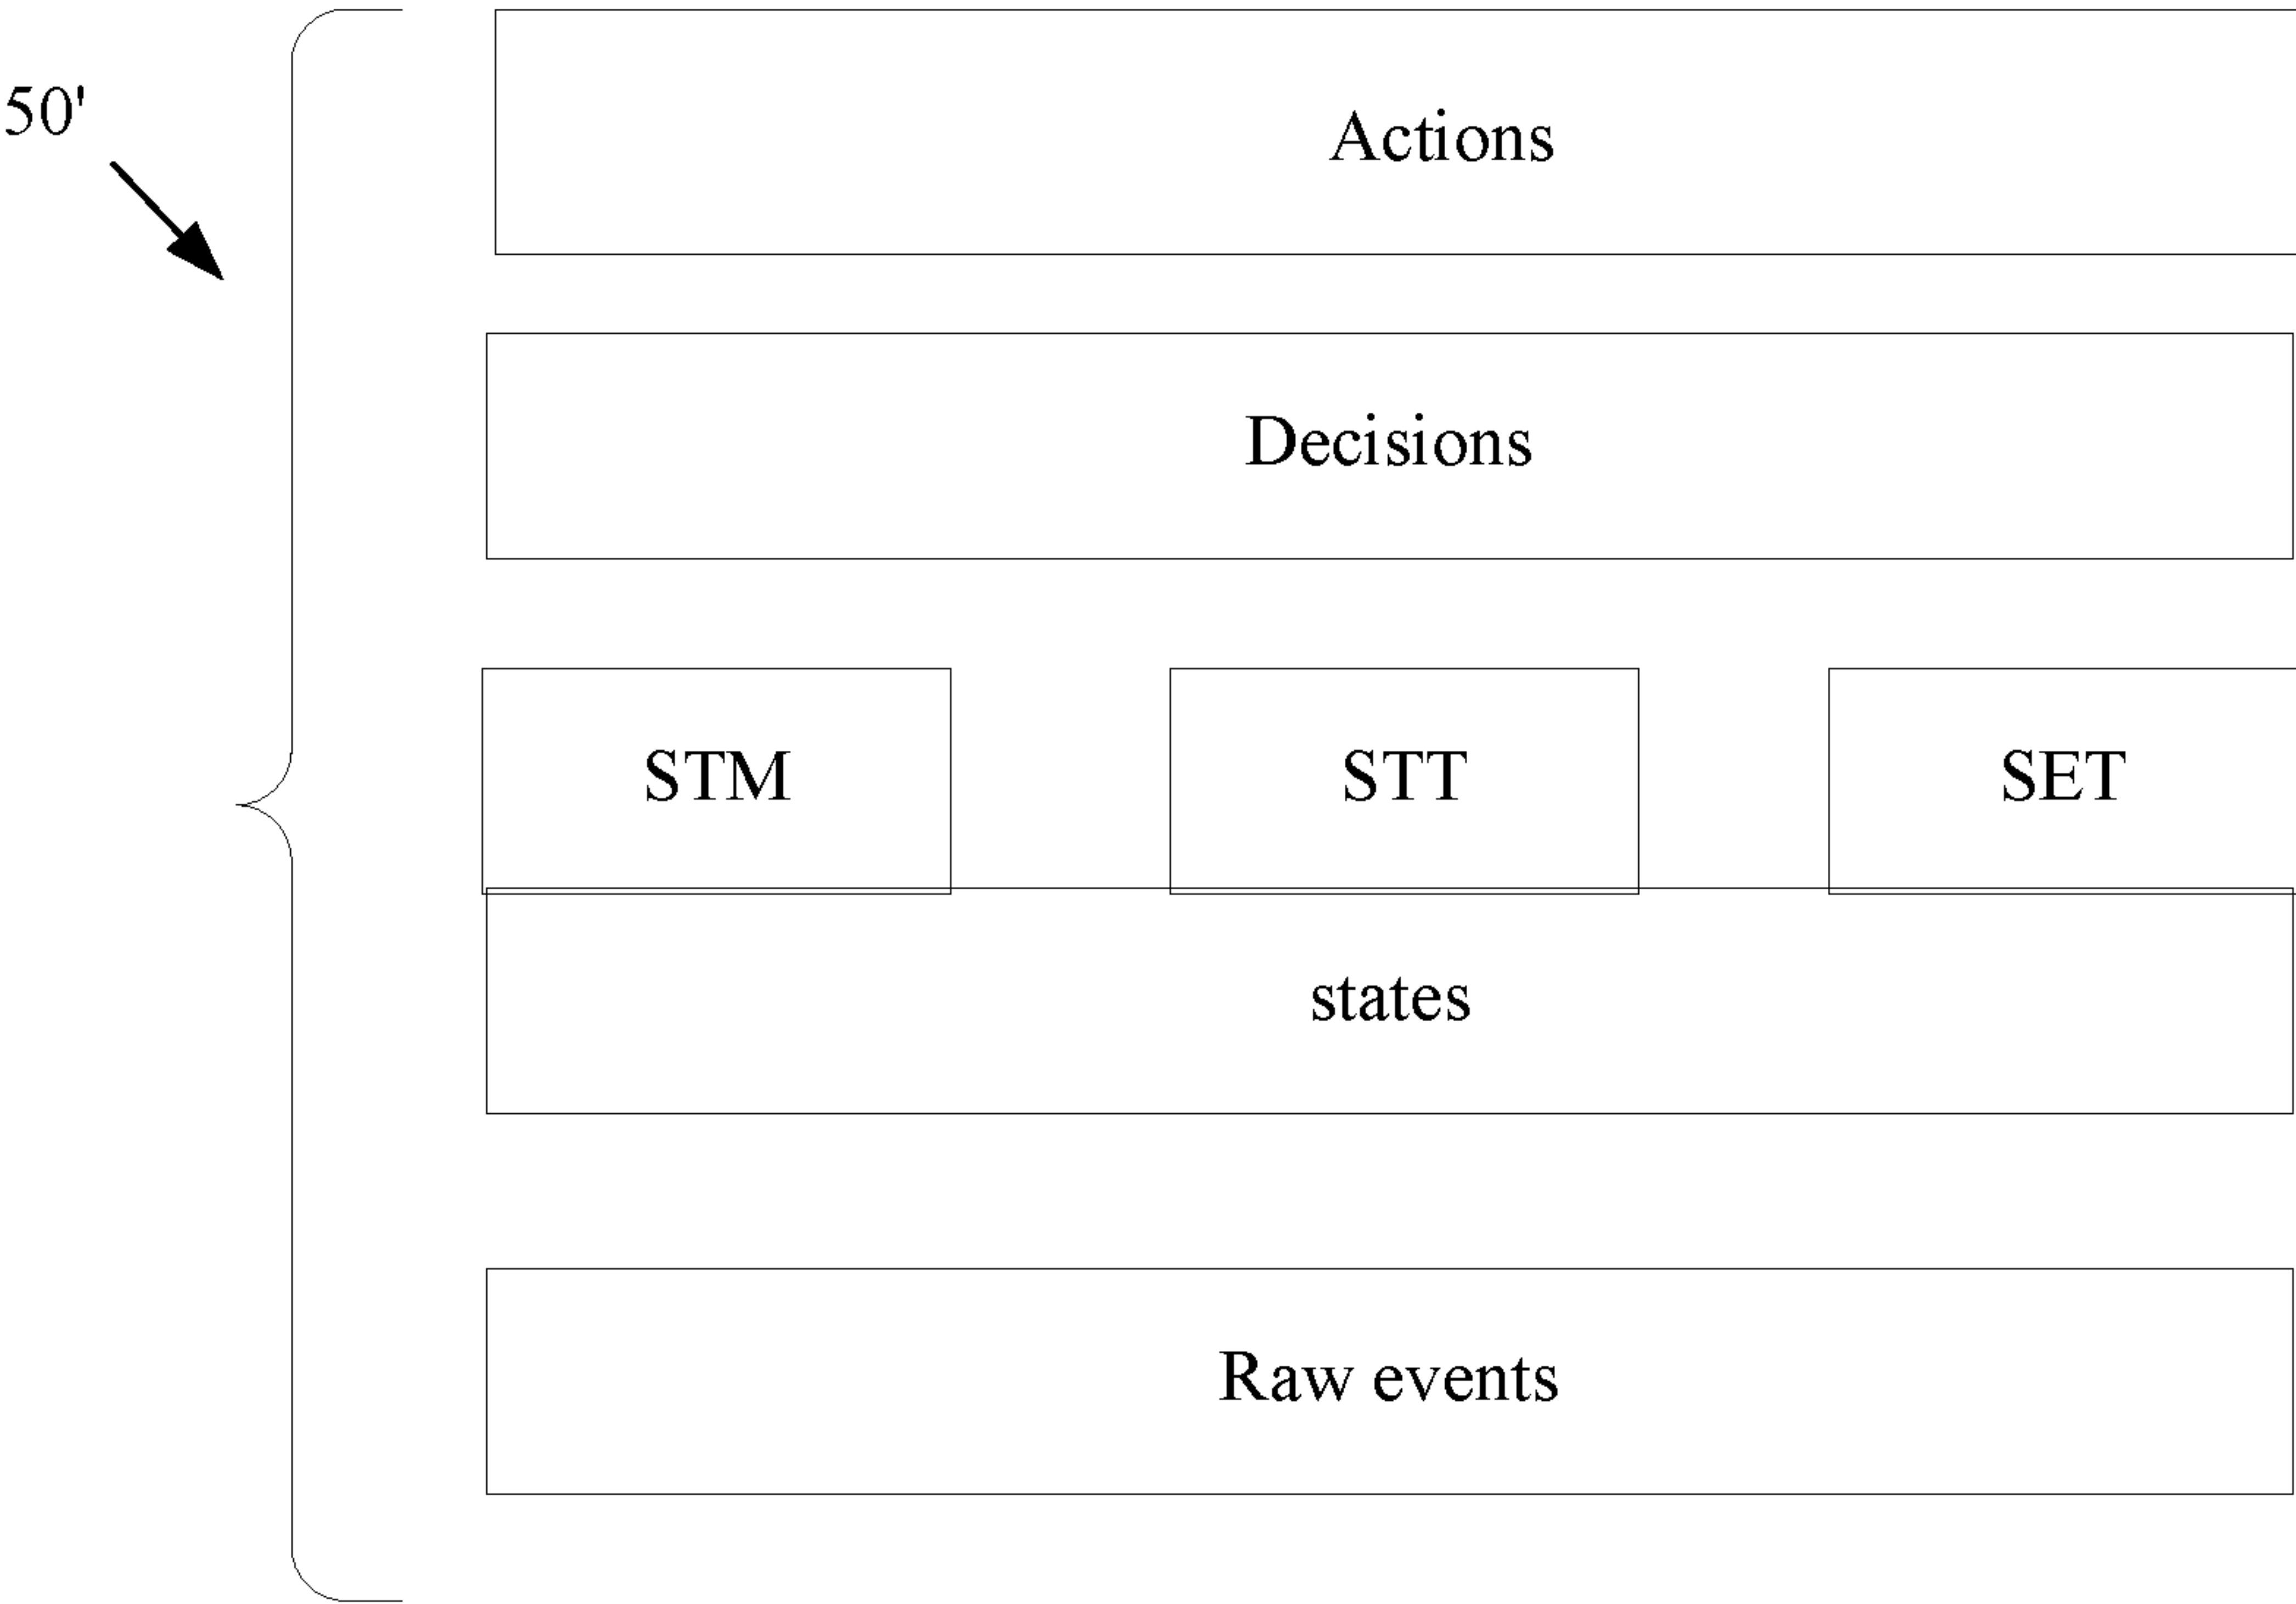 50'
Actions
Decisions
STM STT SET
states
Raw events